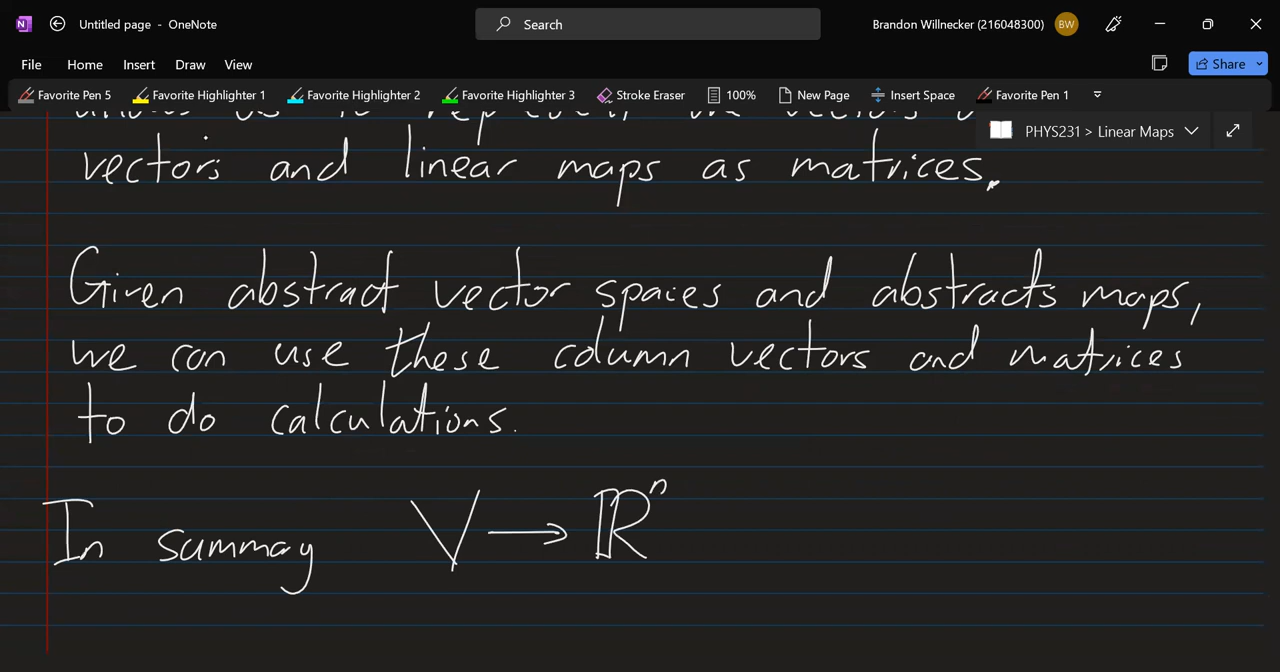 Untitled page - OneNote
Search
Brandon Willnecker (216048300) BW
File Home Insert Draw View
Share
Favorite Pen 5 Favorite Highlighter 1 Favorite Highlighter 2 Favorite Highlighter 3 Stroke Eraser 100% New Page Insert Space Favorite Pen 1
PHYS231 > Linear Maps
vectors and linear maps as matrices.
Given abstract vector spaces and abstracts maps,
we can use these column vectors and matrices
to do calculations.
In summay V → ℝⁿ